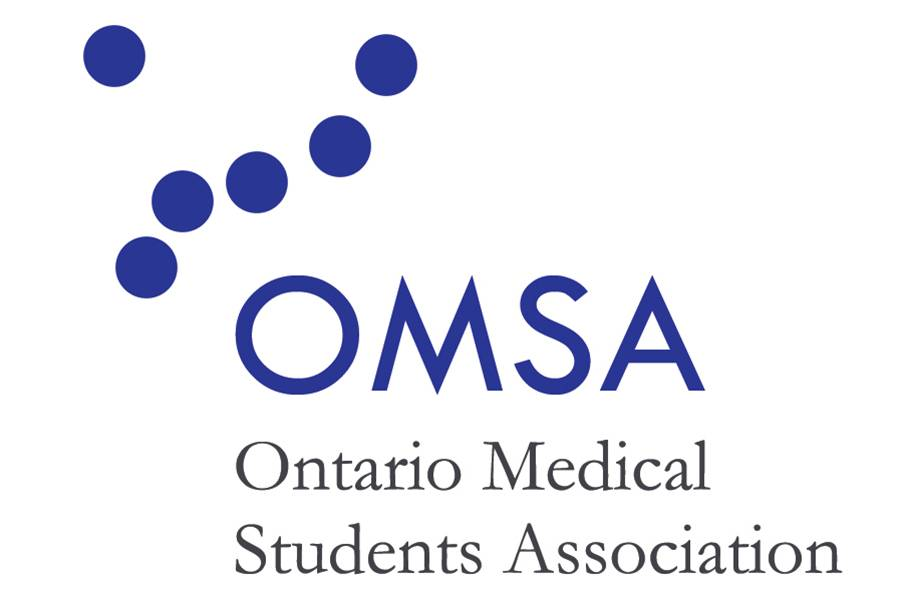 OMSA
Ontario Medical
Students Association